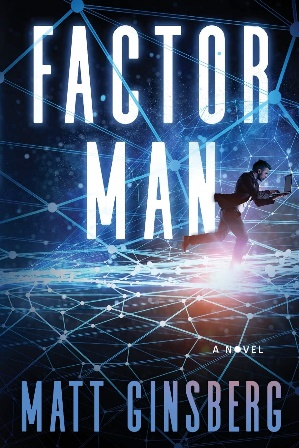 FACTOR
MAN
A NOVEL
MATT GINSBERG